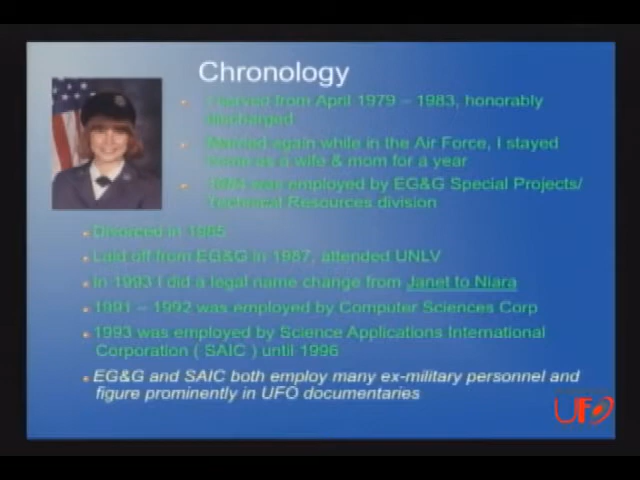 Chronology
I served from April 1979 – 1983, honorably
discharged
Married again while in the Air Force, I stayed
home as a wife & mom for a year
1984 was employed by EG&G Special Projects/
Technical Resources division
Divorced in 1985
Laid off from EG&G in 1987, attended UNLV
In 1993 I did a legal name change from Janet to Niara
1991 – 1992 was employed by Computer Sciences Corp
1993 was employed by Science Applications International
Corporation ( SAIC ) until 1996
EG&G and SAIC both employ many ex-military personnel and
figure prominently in UFO documentaries
UFO